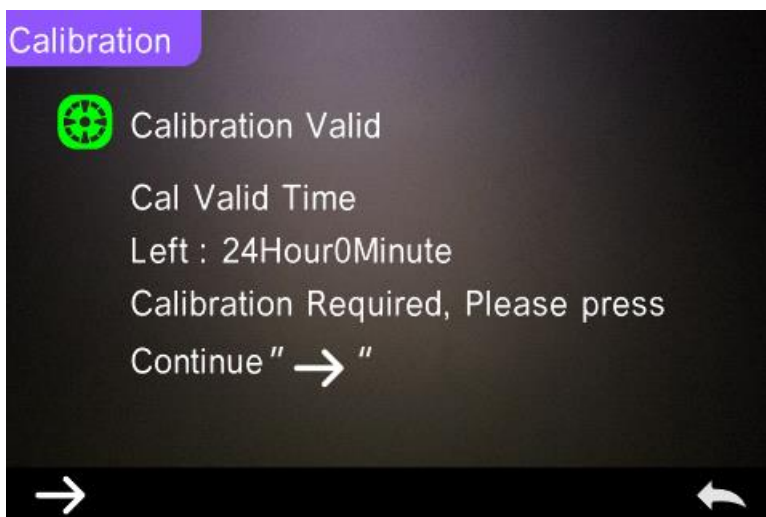 Calibration
Calibration Valid
Cal Valid Time
Left : 24Hour0Minute
Calibration Required, Please press
Continue " → "